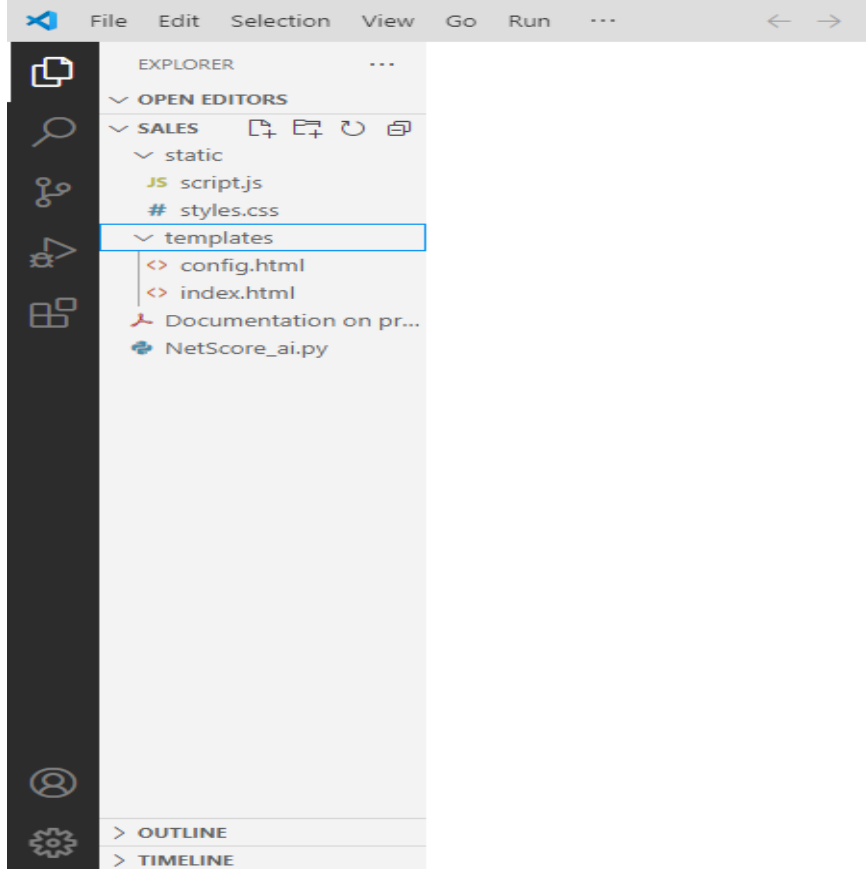 File Edit Selection View Go Run ...
EXPLORER ...
OPEN EDITORS
SALES
static
JS script.js
# styles.css
templates
<> config.html
<> index.html
Documentation on pr...
NetScore_ai.py
OUTLINE
TIMELINE